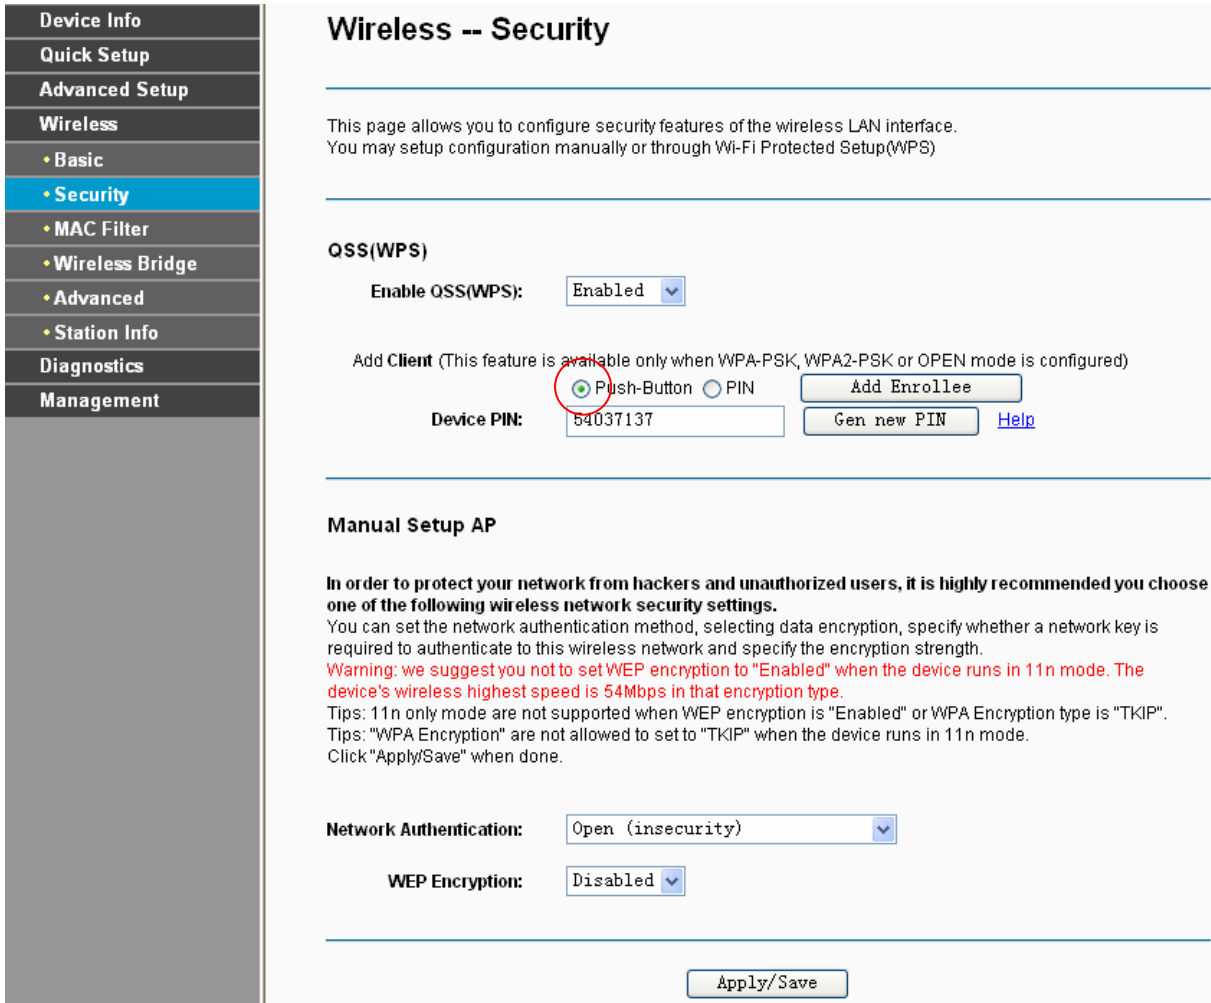 Device Info
Quick Setup
Advanced Setup
Wireless
Basic
Security
MAC Filter
Wireless Bridge
Advanced
Station Info
Diagnostics
Management
Wireless -- Security
This page allows you to configure security features of the wireless LAN interface.
You may setup configuration manually or through Wi-Fi Protected Setup(WPS)
QSS(WPS)
Enable QSS(WPS): Enabled
Add Client (This feature is available only when WPA-PSK, WPA2-PSK or OPEN mode is configured)
Push-Button PIN Add Enrollee
Device PIN: 54037137 Gen new PIN Help
Manual Setup AP
In order to protect your network from hackers and unauthorized users, it is highly recommended you choose
one of the following wireless network security settings.
You can set the network authentication method, selecting data encryption, specify whether a network key is
required to authenticate to this wireless network and specify the encryption strength.
Warning: we suggest you not to set WEP encryption to "Enabled" when the device runs in 11n mode. The
device's wireless highest speed is 54Mbps in that encryption type.
Tips: 11n only mode are not supported when WEP encryption is "Enabled" or WPA Encryption type is "TKIP".
Tips: "WPA Encryption" are not allowed to set to "TKIP" when the device runs in 11n mode.
Click "Apply/Save" when done.
Network Authentication: Open (insecurity)
WEP Encryption: Disabled
Apply/Save